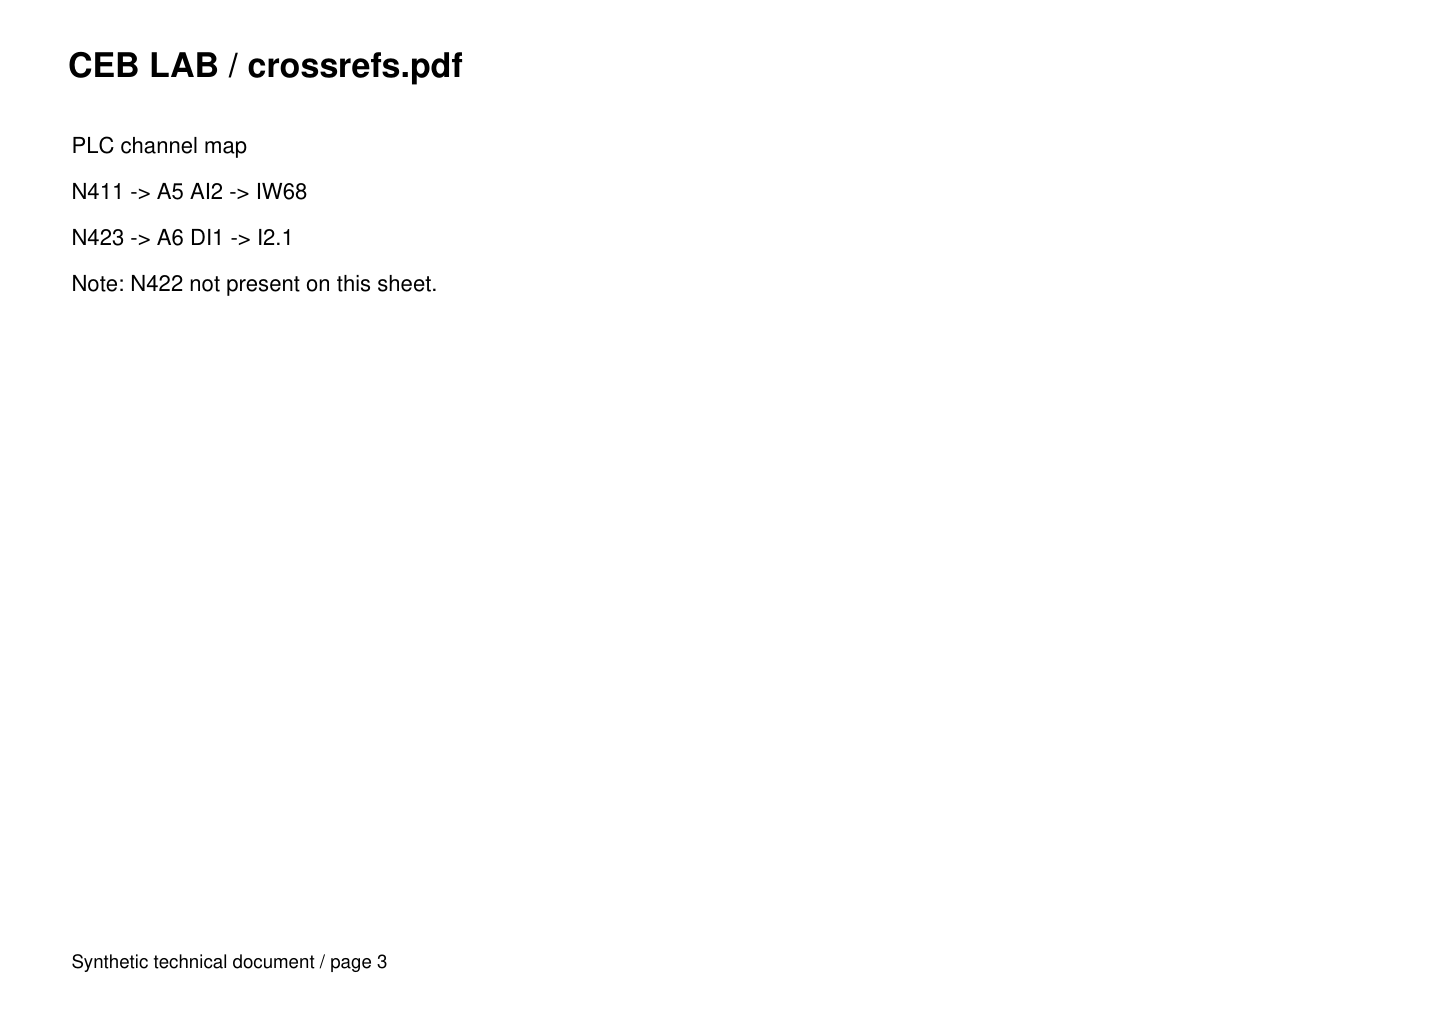 CEB LAB / crossrefs.pdf
PLC channel map
N411 -> A5 AI2 -> IW68
N423 -> A6 DI1 -> I2.1
Note: N422 not present on this sheet.
Synthetic technical document / page 3